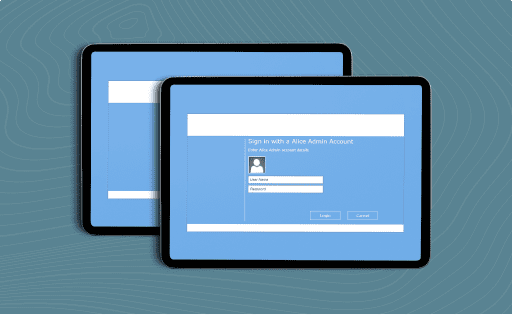 Sign in with a Alice Admin Account
Enter Alice Admin account details
User Name
Password
Login
Cancel